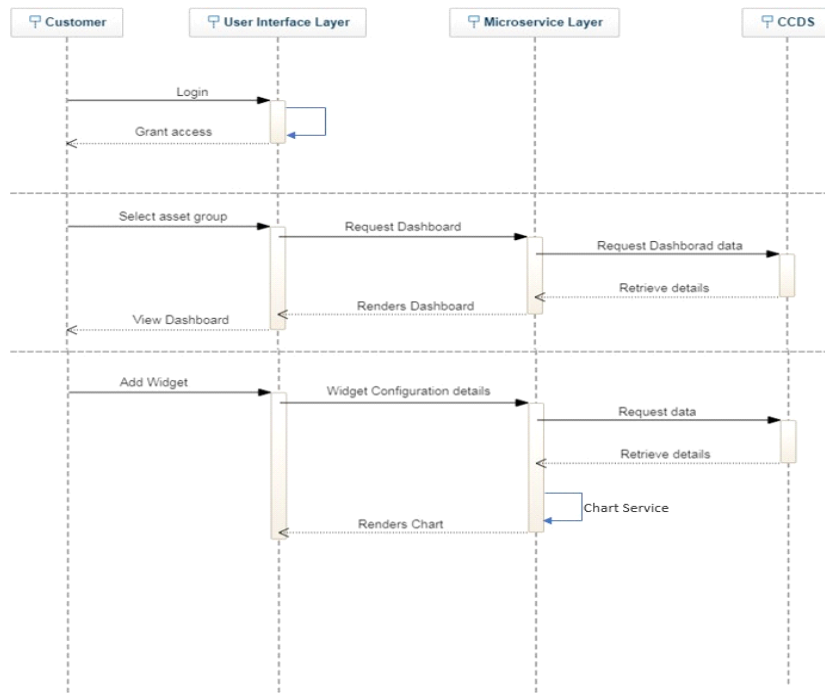 Customer
User Interface Layer
Microservice Layer
CCDS
Login
Grant access
Select asset group
Request Dashboard
Request Dashborad data
Retrieve details
Renders Dashboard
View Dashboard
Add Widget
Widget Configuration details
Request data
Retrieve details
Chart Service
Renders Chart